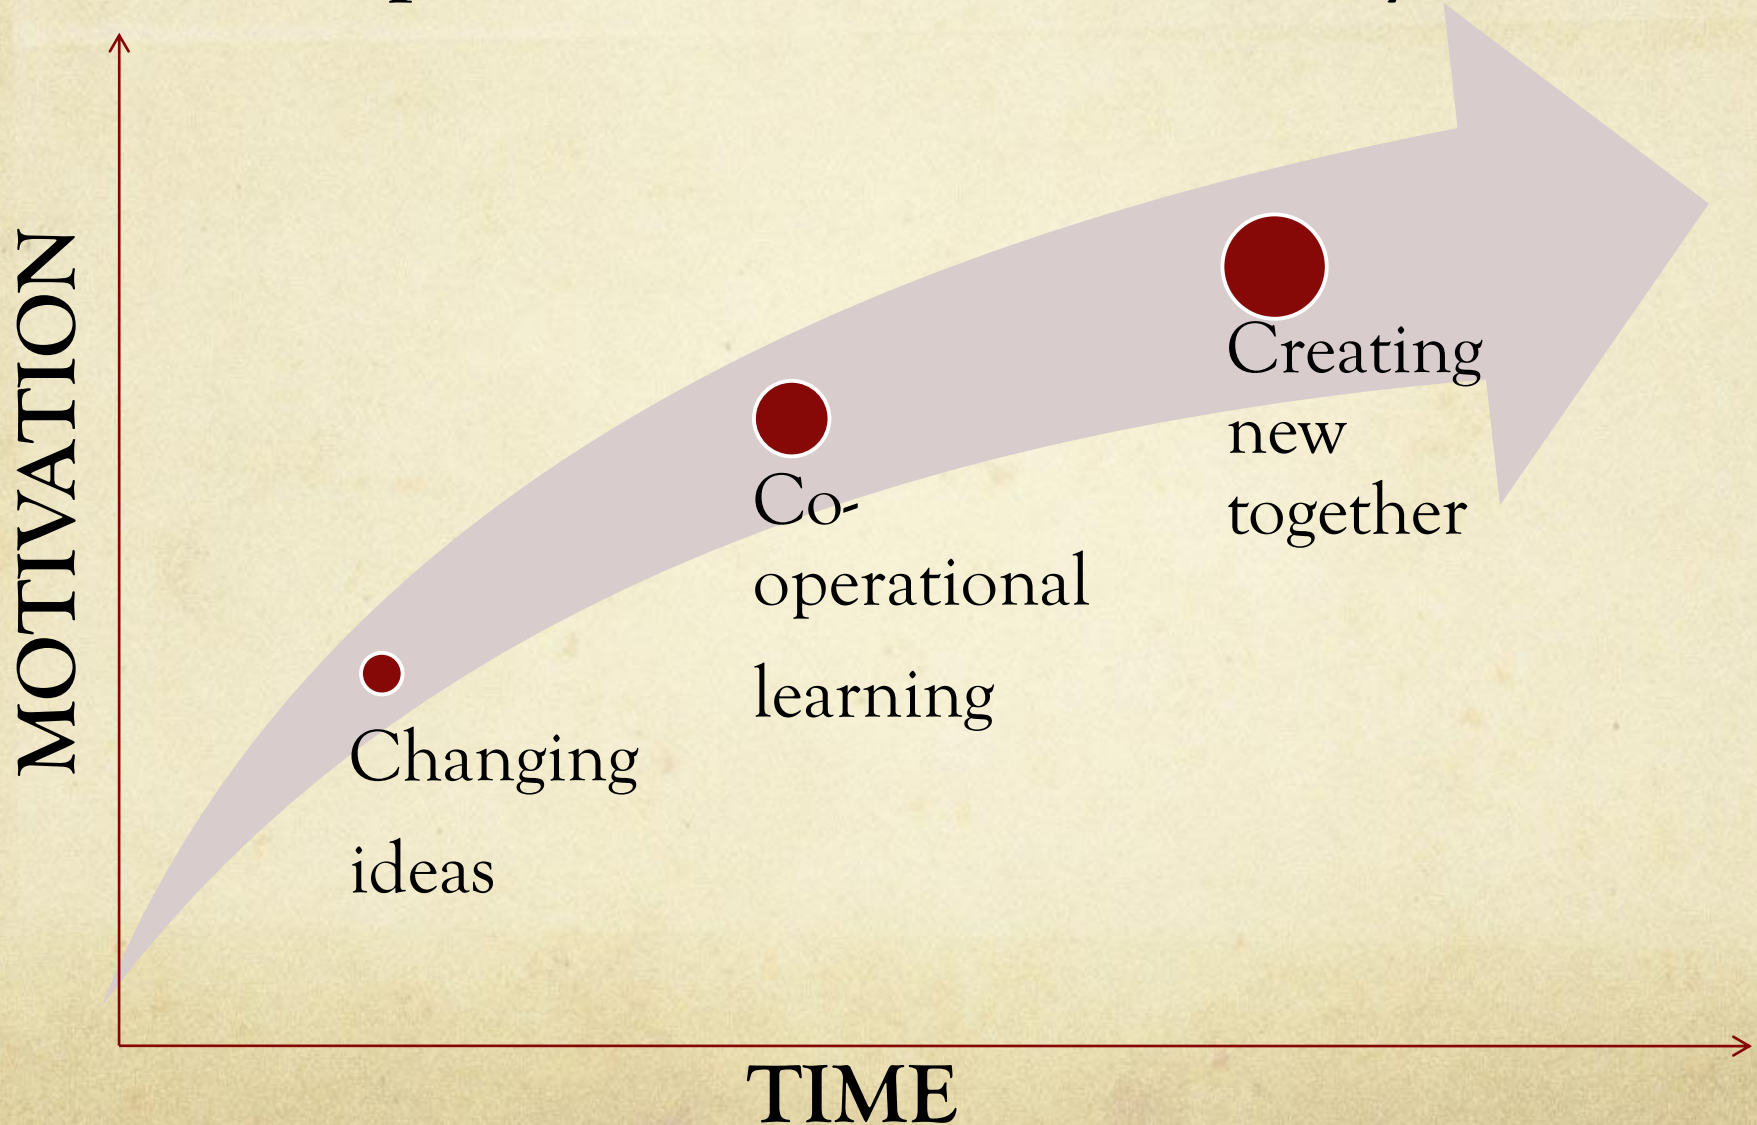 MOTIVATION
Creating
new
together
Co-
operational
learning
Changing
ideas
TIME